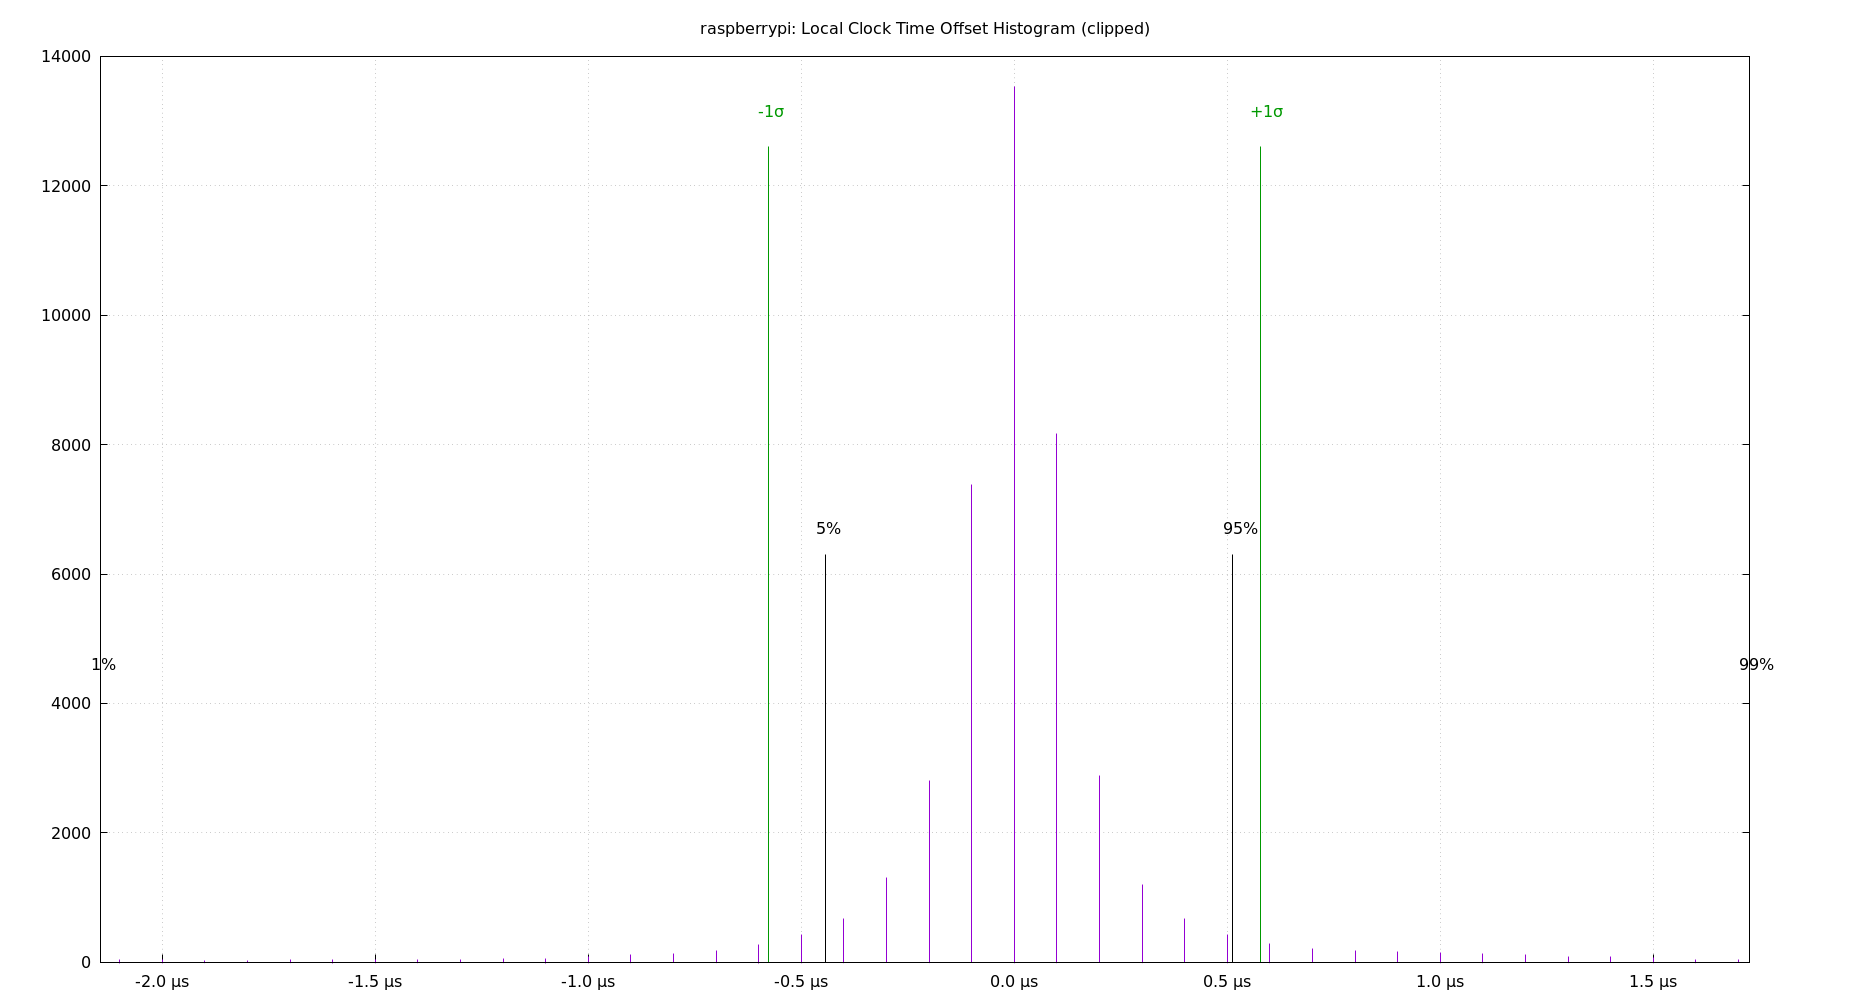 raspberrypi: Local Clock Time Offset Histogram (clipped)
14000
-1σ
+1σ
12000
10000
8000
5%
95%
6000
1%
99%
4000
2000
0
-2.0 µs
-1.5 µs
-1.0 µs
-0.5 µs
0.0 µs
0.5 µs
1.0 µs
1.5 µs